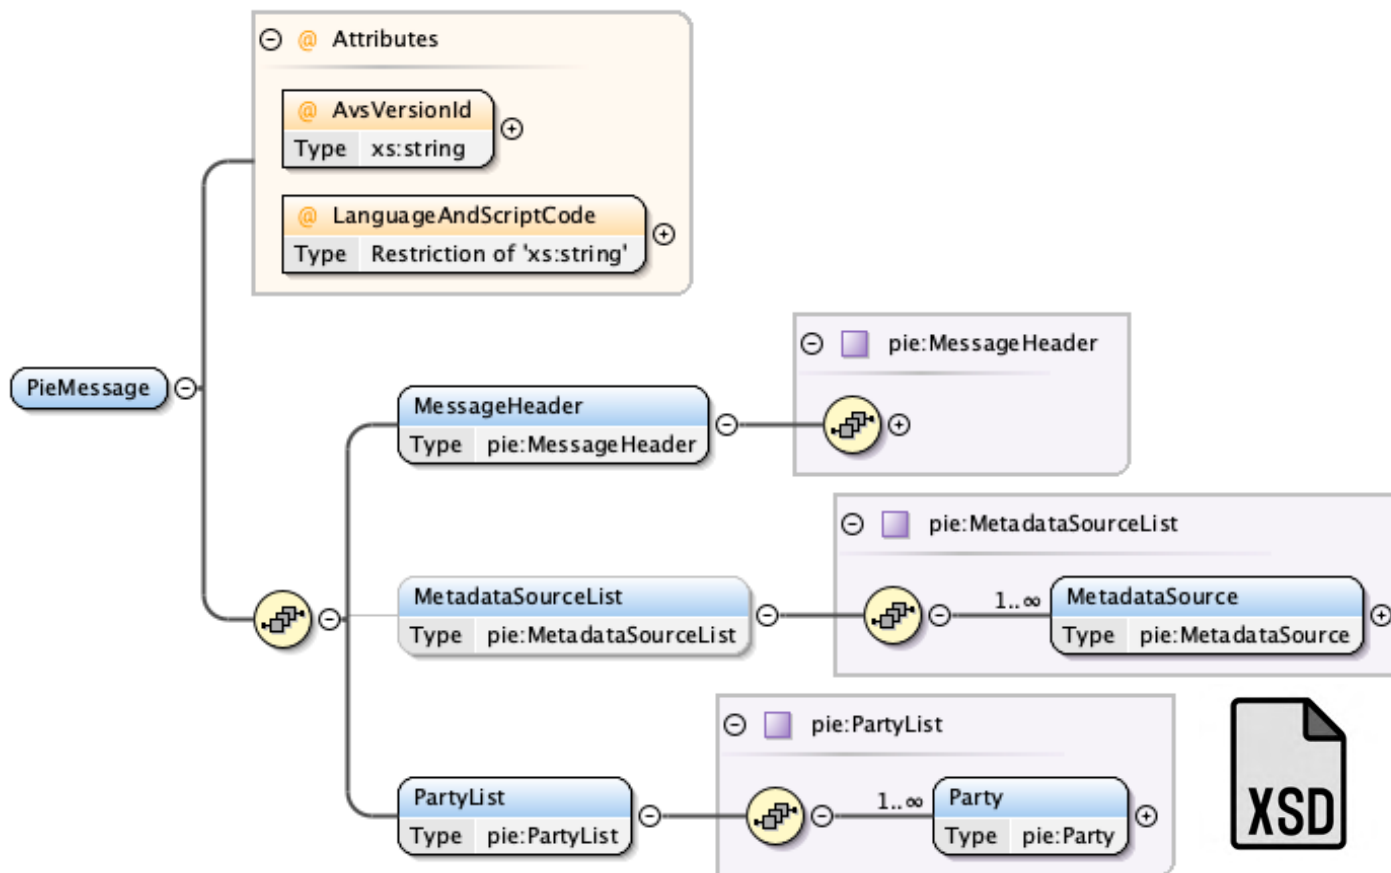 @ Attributes
@ AvsVersionId
Type xs:string
@ LanguageAndScriptCode
Type Restriction of 'xs:string'
PieMessage
pie:MessageHeader
MessageHeader
Type pie:MessageHeader
pie:MetadataSourceList
MetadataSourceList
Type pie:MetadataSourceList
1..∞
MetadataSource
Type pie:MetadataSource
pie:PartyList
PartyList
Type pie:PartyList
1..∞
Party
Type pie:Party
XSD